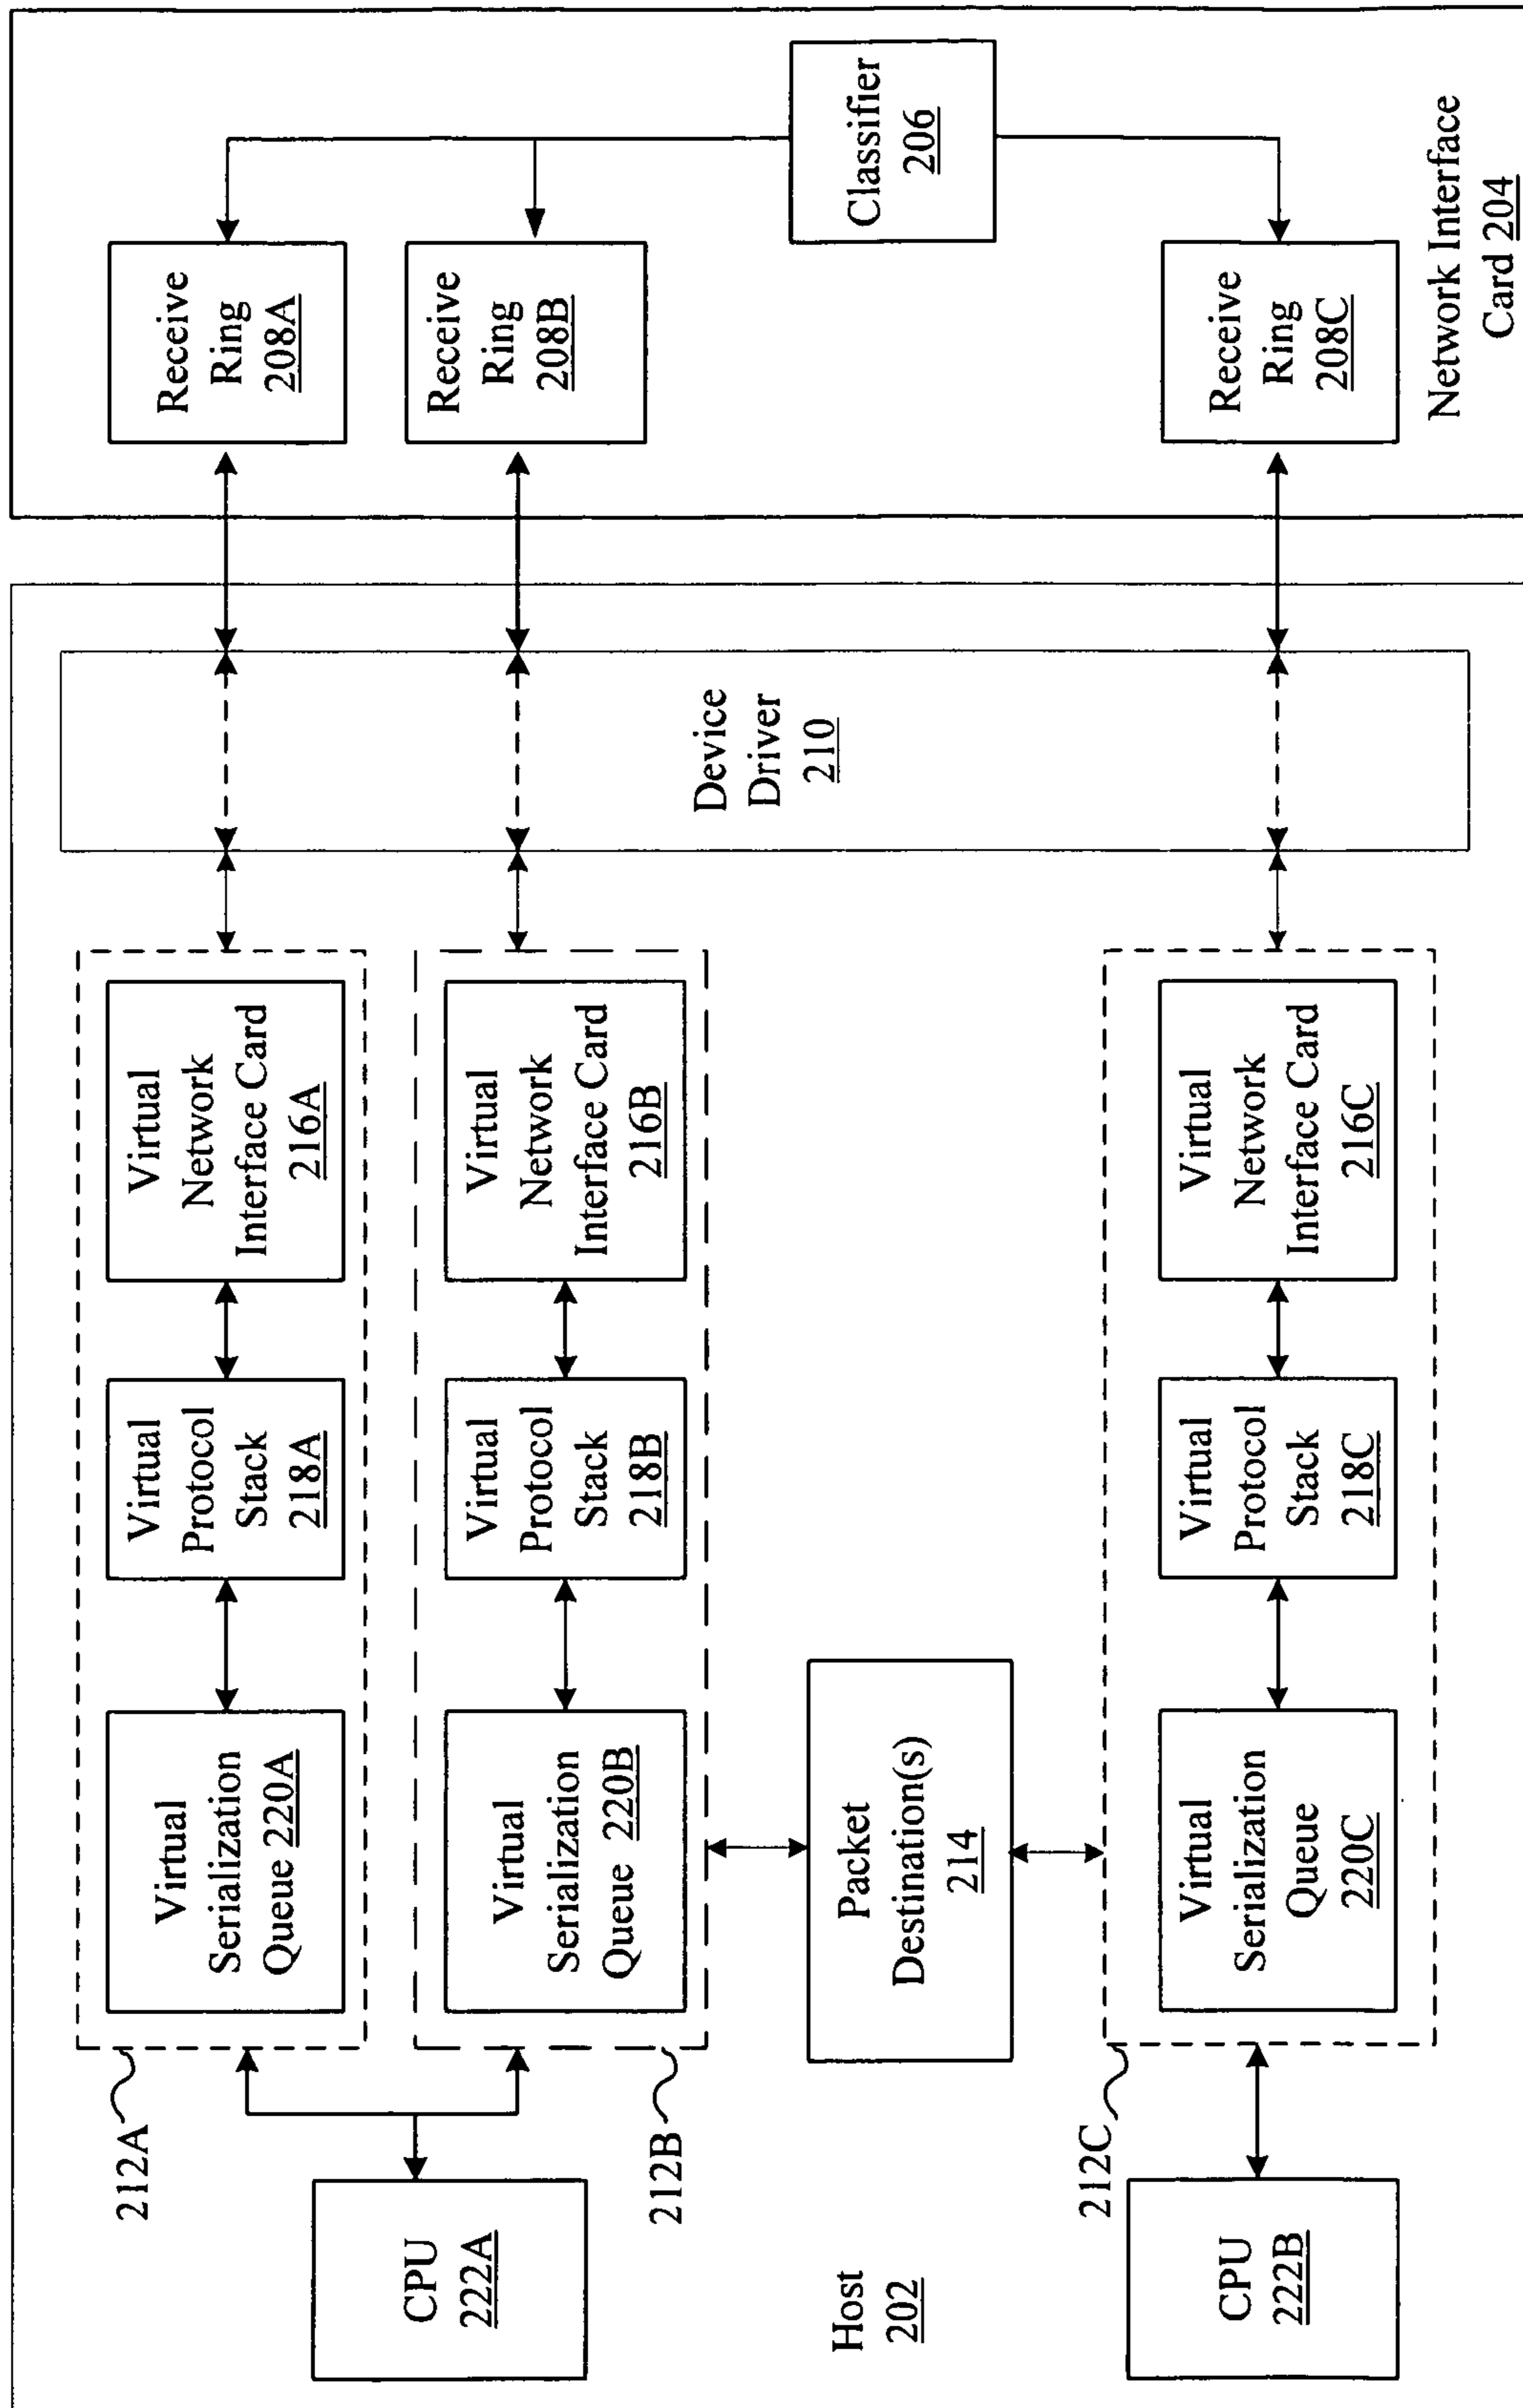 212A
Virtual
Serialization
Queue 220A
Virtual
Protocol
Stack
218A
Virtual
Network
Interface Card
216A
Receive
Ring
208A
CPU
222A
212B
Virtual
Serialization
Queue 220B
Virtual
Protocol
Stack
218B
Virtual
Network
Interface Card
216B
Device
Driver
210
Receive
Ring
208B
Host
202
Packet
Destination(s)
214
Classifier
206
CPU
222B
212C
Virtual
Serialization
Queue
220C
Virtual
Protocol
Stack
218C
Virtual
Network
Interface Card
216C
Receive
Ring
208C
Network Interface
Card 204